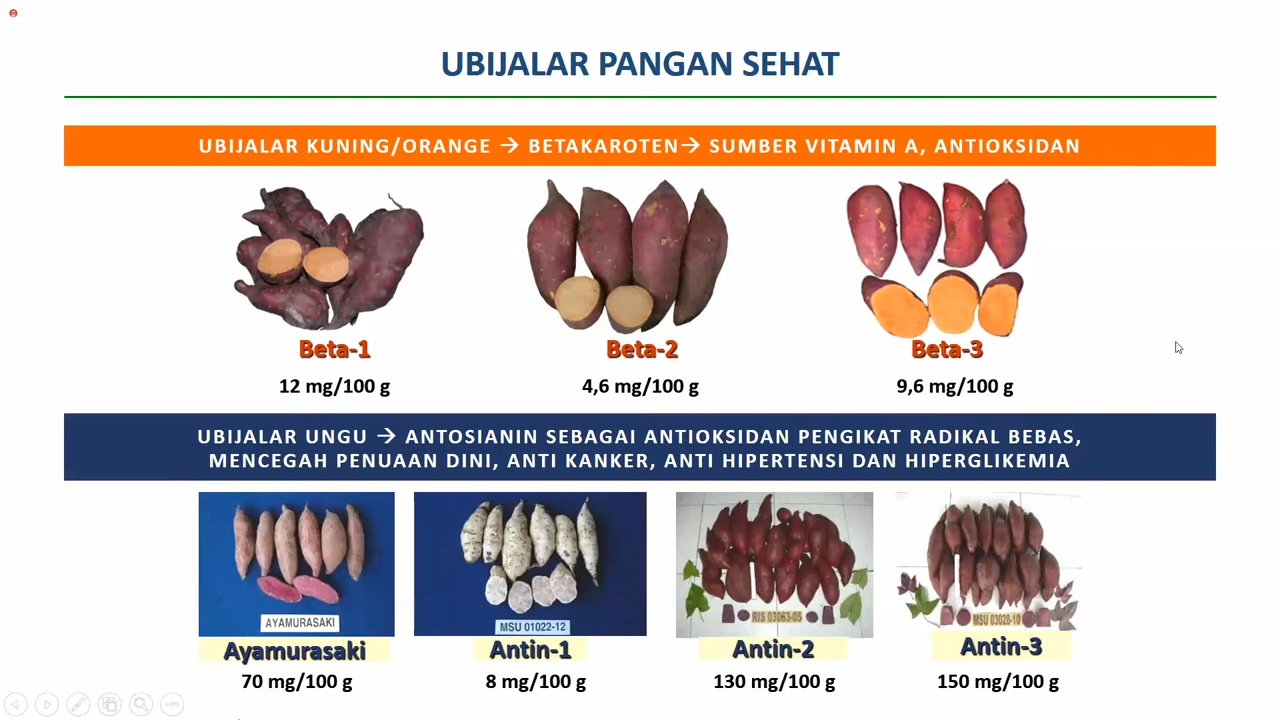 UBIJALAR PANGAN SEHAT
UBIJALAR KUNING/ORANGE → BETAKAROTEN→ SUMBER VITAMIN A, ANTIOKSIDAN
Beta-1
Beta-2
Beta-3
12 mg/100 g
4,6 mg/100 g
9,6 mg/100 g
UBIJALAR UNGU → ANTOSIANIN SEBAGAI ANTIOKSIDAN PENGIKAT RADIKAL BEBAS,
MENCEGAH PENUAAN DINI, ANTI KANKER, ANTI HIPERTENSI DAN HIPERGLIKEMIA
AYAMURASAKI
MSU 01022-12
RIS 03063-05
MSU 03028-10
Ayamurasaki
Antin-1
Antin-2
Antin-3
70 mg/100 g
8 mg/100 g
130 mg/100 g
150 mg/100 g